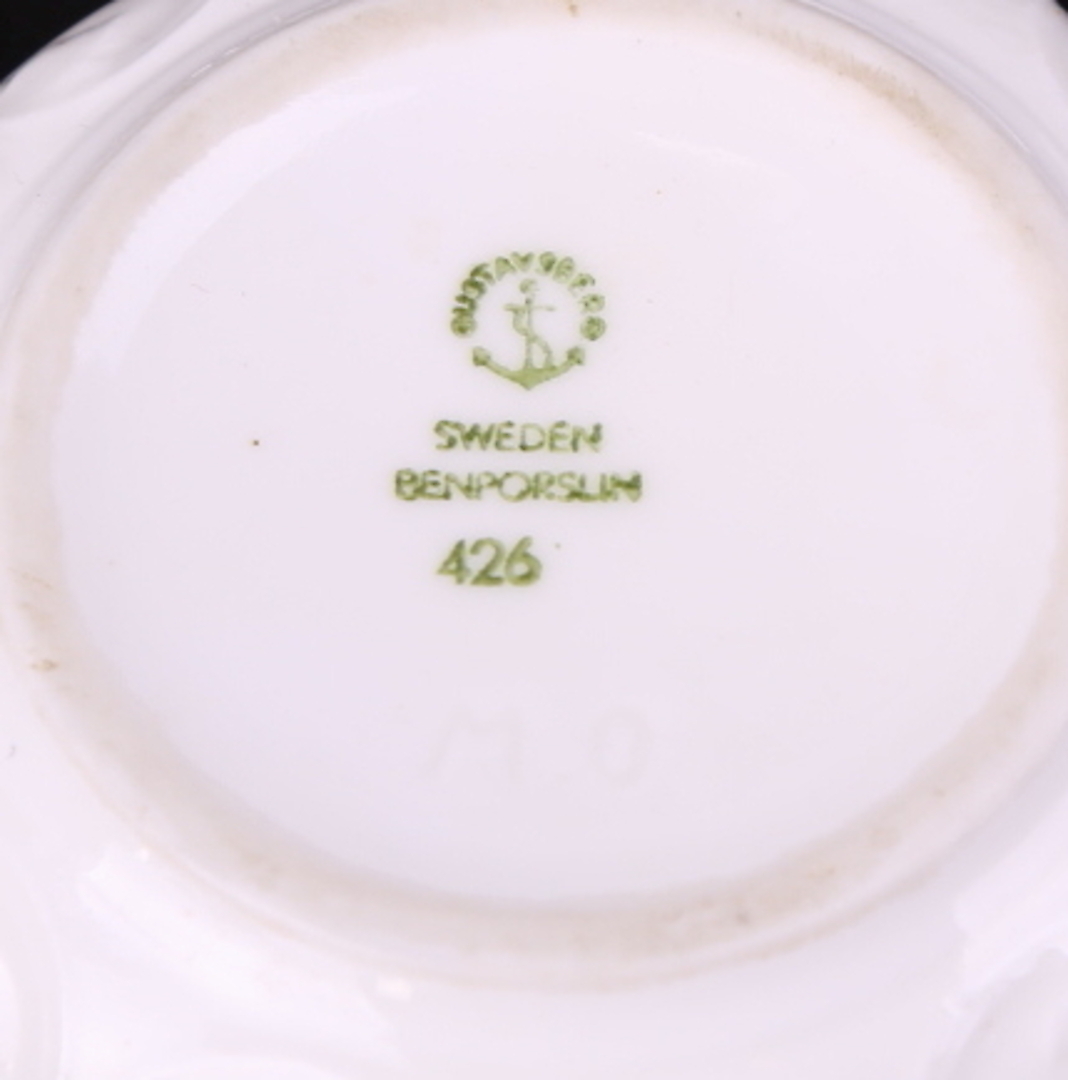 GUSTAVSBERG
SWEDEN
BENPORSLIN
426
M.O